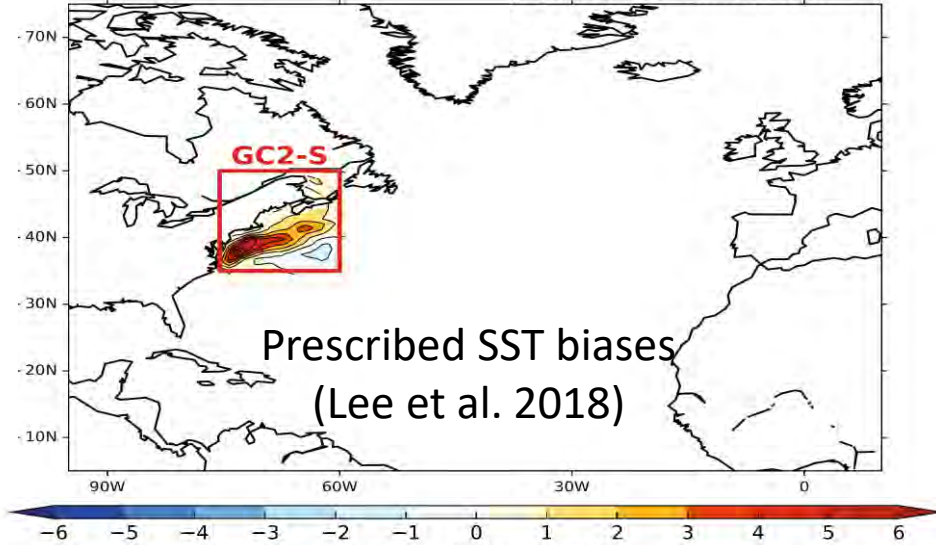 70N
60N
GC2-S
50N
40N
30N
Prescribed SST biases
20N
(Lee et al. 2018)
10N
90W 60W 30W 0
−6 −5 −4 −3 −2 −1 0 1 2 3 4 5 6